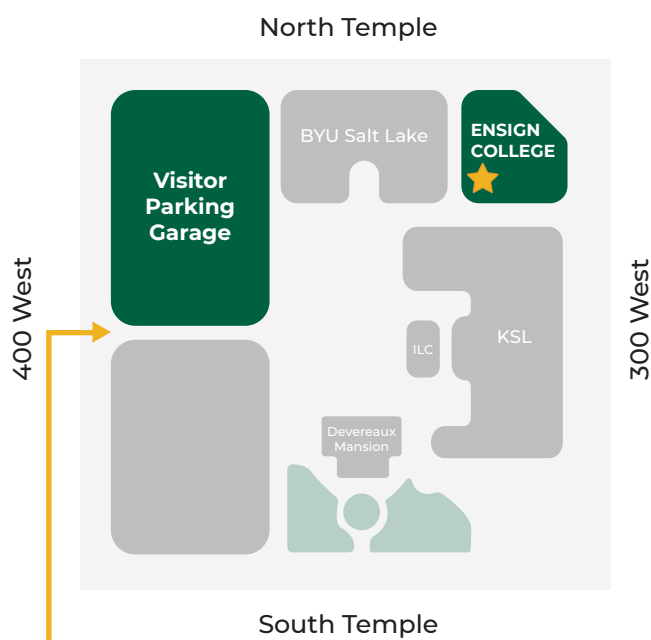 North Temple
BYU Salt Lake
ENSIGN
COLLEGE
Visitor
Parking
Garage
400 West
300 West
KSL
ILC
Devereaux
Mansion
South Temple